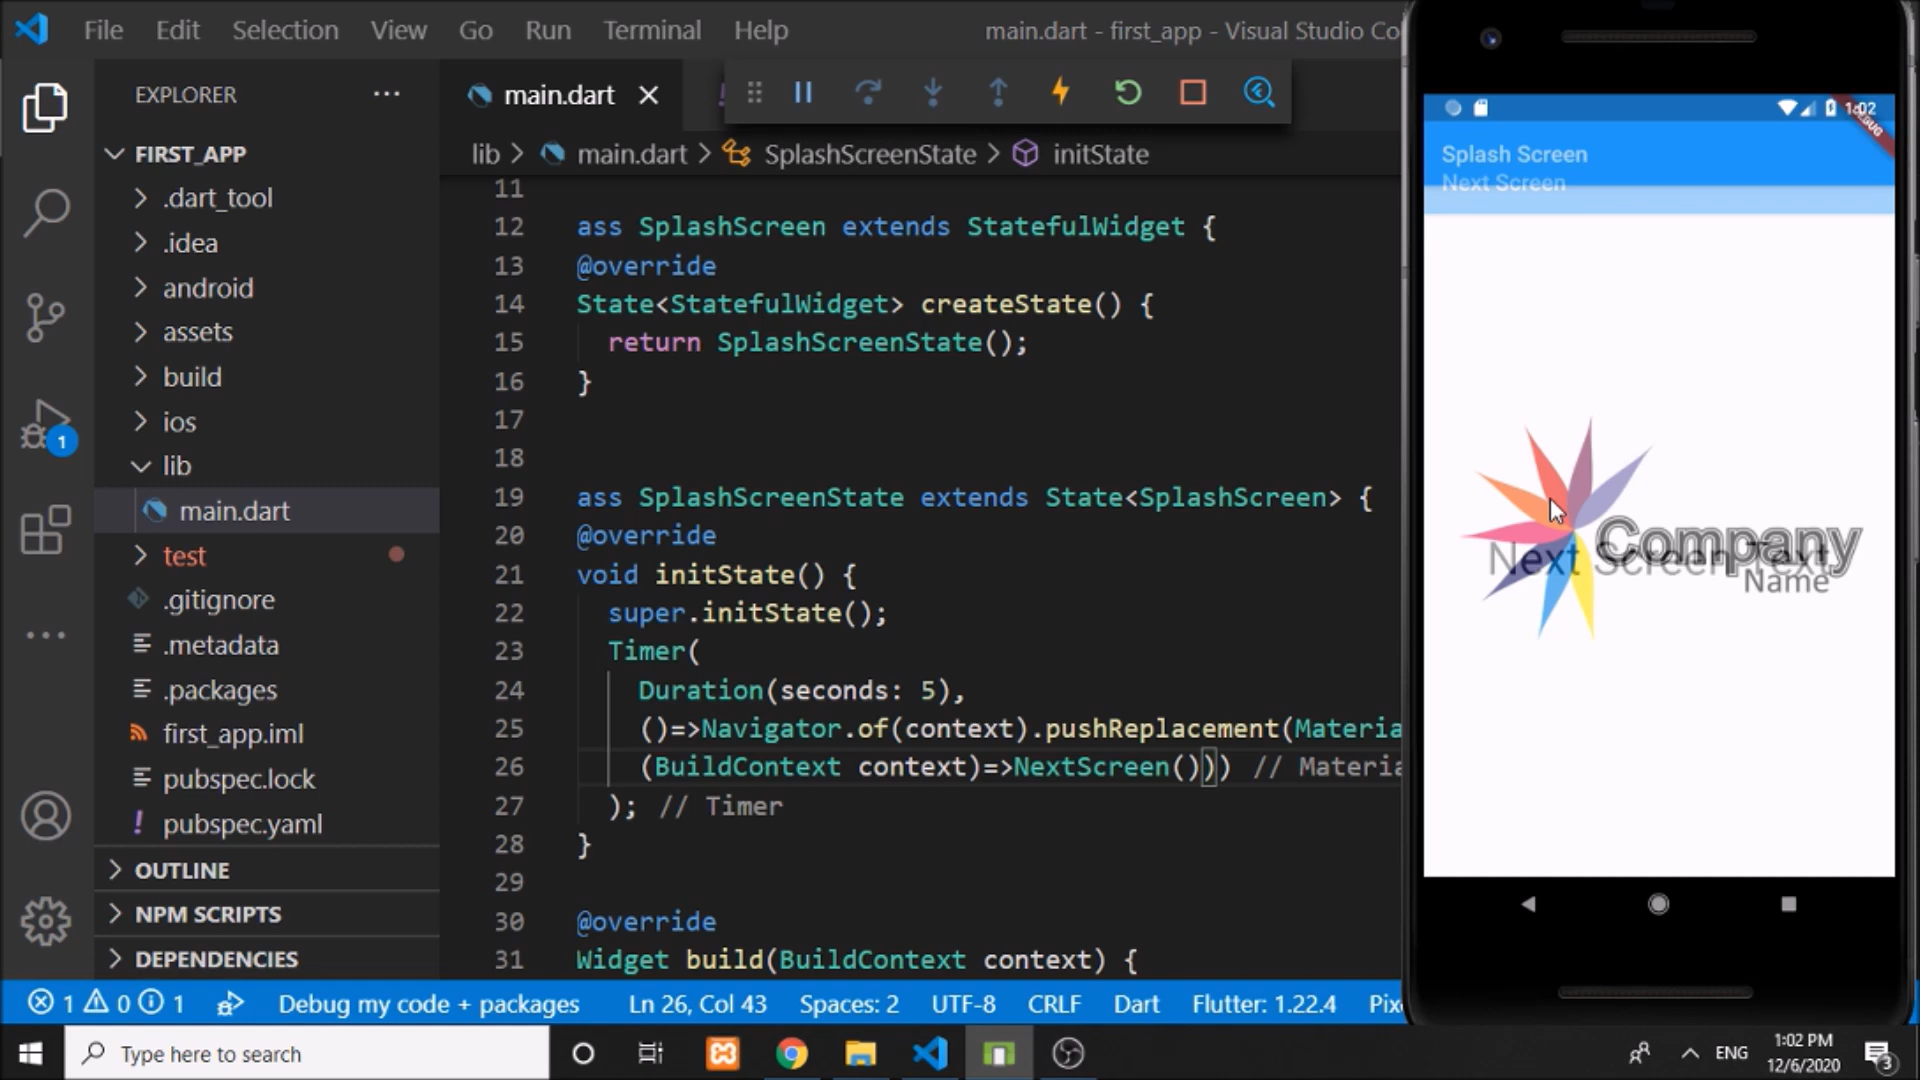 File Edit Selection View Go Run Terminal Help
main.dart - first_app - Visual Studio Co
EXPLORER
main.dart
lib > main.dart > SplashScreenState > initState
FIRST_APP
.dart_tool
.idea
android
assets
build
ios
lib
main.dart
test
.gitignore
.metadata
.packages
first_app.iml
pubspec.lock
pubspec.yaml
OUTLINE
NPM SCRIPTS
DEPENDENCIES
1
11
12 ass SplashScreen extends StatefulWidget {
13 @override
14 State<StatefulWidget> createState() {
15 return SplashScreenState();
16 }
17
18
19 ass SplashScreenState extends State<SplashScreen> {
20 @override
21 void initState() {
22 super.initState();
23 Timer(
24 Duration(seconds: 5),
25 ()=>Navigator.of(context).pushReplacement(Materia
26 (BuildContext context)=>NextScreen())) // Materia
27 ); // Timer
28 }
29
30 @override
31 Widget build(BuildContext context) {
1:02
DEBUG
Splash Screen
Next Screen
Company
Next Screen Text
Name
1 0 1 Debug my code + packages Ln 26, Col 43 Spaces: 2 UTF-8 CRLF Dart Flutter: 1.22.4 Pix
Type here to search
ENG
1:02 PM
12/6/2020
3